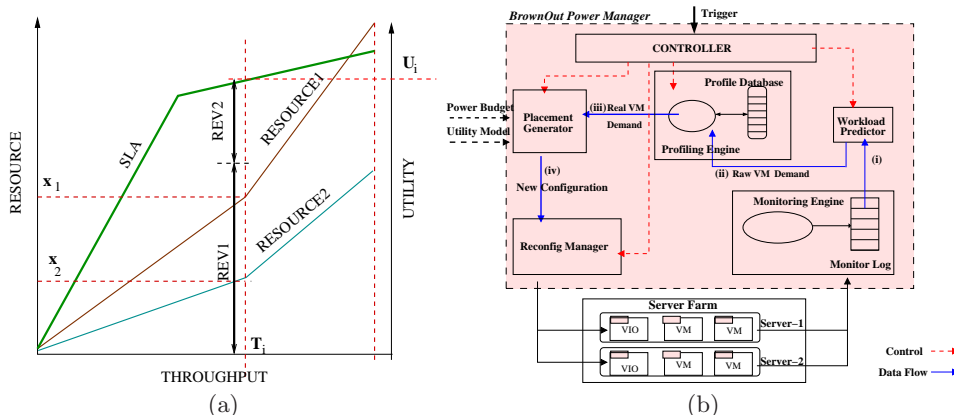 RESOURCE
x 1
x 2
SLA
REV2
REV1
RESOURCE1
RESOURCE2
U i
UTILITY
T i
THROUGHPUT
(a)
BrownOut Power Manager
Trigger
CONTROLLER
Power Budget
Utility Model
Placement
Generator
(iii)Real VM
Demand
Profile Database
Profiling Engine
Workload
Predictor
(i)
(ii) Raw VM Demand
(iv)
New Configuration
Reconfig Manager
Monitoring Engine
Monitor Log
Server Farm
VIO VM VM Server–1
VIO VM VM Server–2
Control
Data Flow
(b)